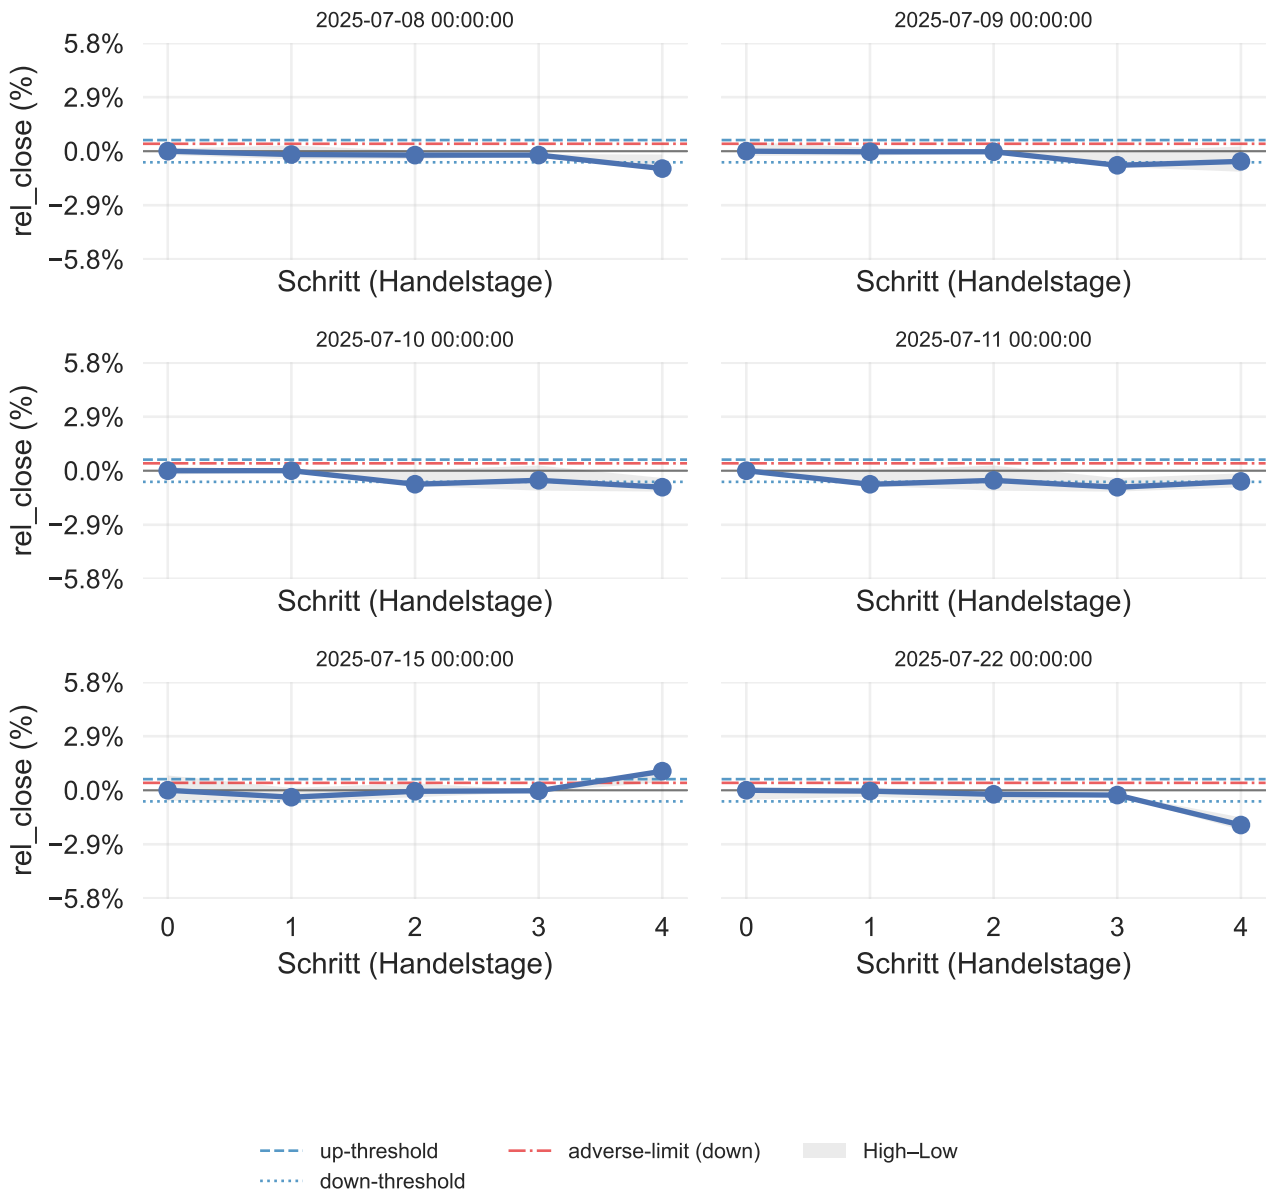 2025-07-08 00:00:00
2025-07-09 00:00:00
5.8%
2.9%
0.0%
−2.9%
−5.8%
rel_close (%)
Schritt (Handelstage)
Schritt (Handelstage)
2025-07-10 00:00:00
2025-07-11 00:00:00
5.8%
2.9%
0.0%
−2.9%
−5.8%
rel_close (%)
Schritt (Handelstage)
Schritt (Handelstage)
2025-07-15 00:00:00
2025-07-22 00:00:00
5.8%
2.9%
0.0%
−2.9%
−5.8%
rel_close (%)
0 1 2 3 4
0 1 2 3 4
Schritt (Handelstage)
Schritt (Handelstage)
up-threshold
adverse-limit (down)
High–Low
down-threshold